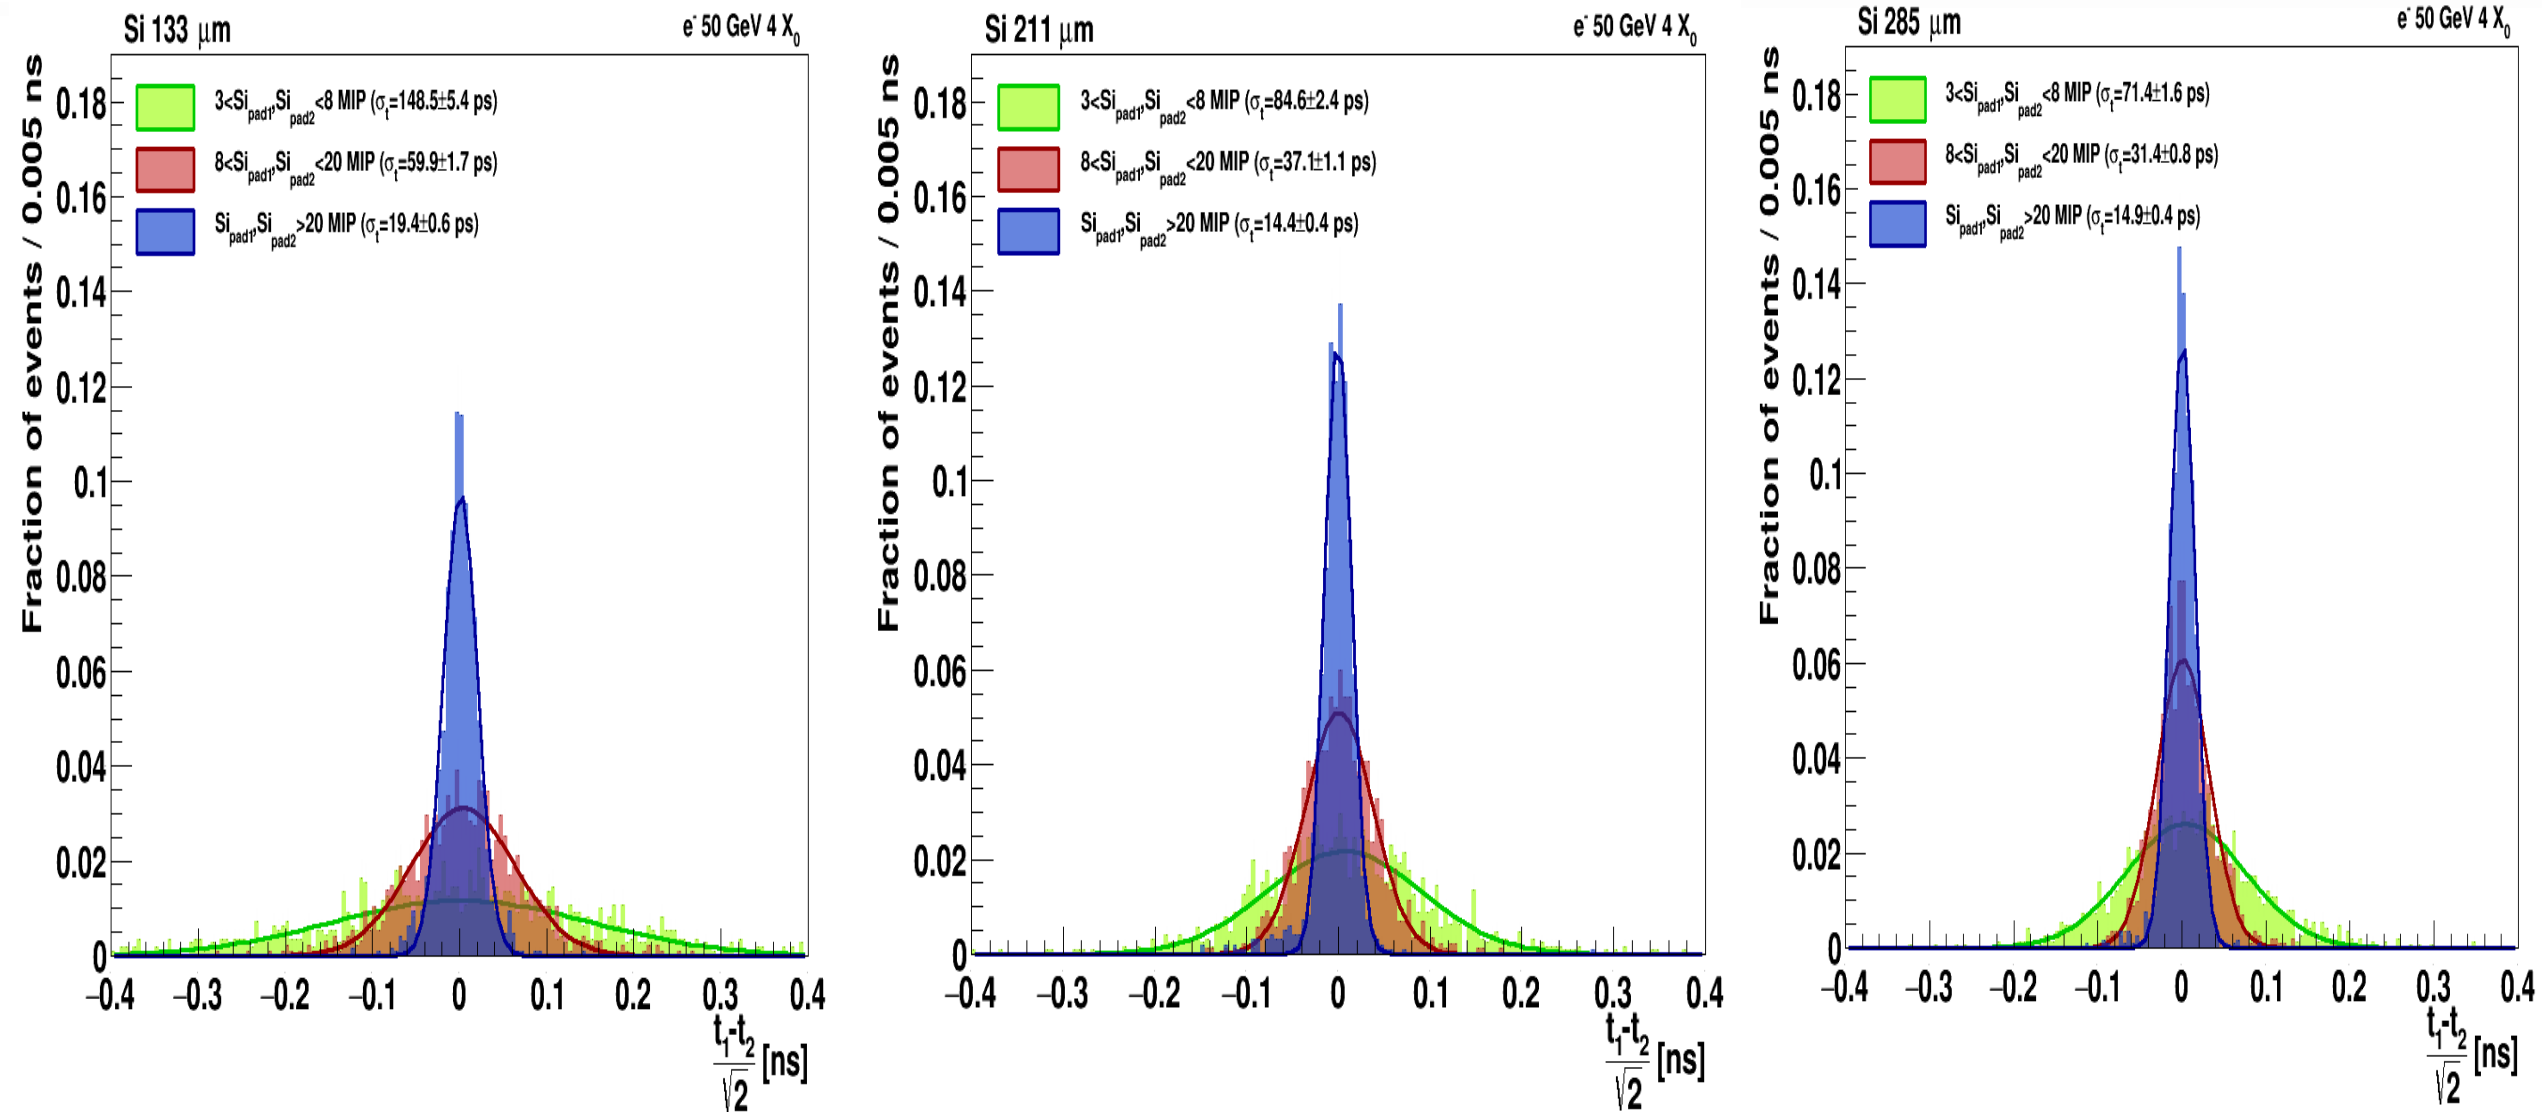 Si 133 μm
e⁻ 50 GeV 4 X₀
3<Si_pad1,Si_pad2<8 MIP (σ_t=148.5±5.4 ps)
8<Si_pad1,Si_pad2<20 MIP (σ_t=59.9±1.7 ps)
Si_pad1,Si_pad2>20 MIP (σ_t=19.4±0.6 ps)
Fraction of events / 0.005 ns
0.18
0.16
0.14
0.12
0.1
0.08
0.06
0.04
0.02
0
−0.4 −0.3 −0.2 −0.1 0 0.1 0.2 0.3 0.4
t₁-t₂
√2 [ns]
Si 211 μm
e⁻ 50 GeV 4 X₀
3<Si_pad1,Si_pad2<8 MIP (σ_t=84.6±2.4 ps)
8<Si_pad1,Si_pad2<20 MIP (σ_t=37.1±1.1 ps)
Si_pad1,Si_pad2>20 MIP (σ_t=14.4±0.4 ps)
Fraction of events / 0.005 ns
0.18
0.16
0.14
0.12
0.1
0.08
0.06
0.04
0.02
0
−0.4 −0.3 −0.2 −0.1 0 0.1 0.2 0.3 0.4
t₁-t₂
√2 [ns]
Si 285 μm
e⁻ 50 GeV 4 X₀
3<Si_pad1,Si_pad2<8 MIP (σ_t=71.4±1.6 ps)
8<Si_pad1,Si_pad2<20 MIP (σ_t=31.4±0.8 ps)
Si_pad1,Si_pad2>20 MIP (σ_t=14.9±0.4 ps)
Fraction of events / 0.005 ns
0.18
0.16
0.14
0.12
0.1
0.08
0.06
0.04
0.02
0
−0.4 −0.3 −0.2 −0.1 0 0.1 0.2 0.3 0.4
t₁-t₂
√2 [ns]